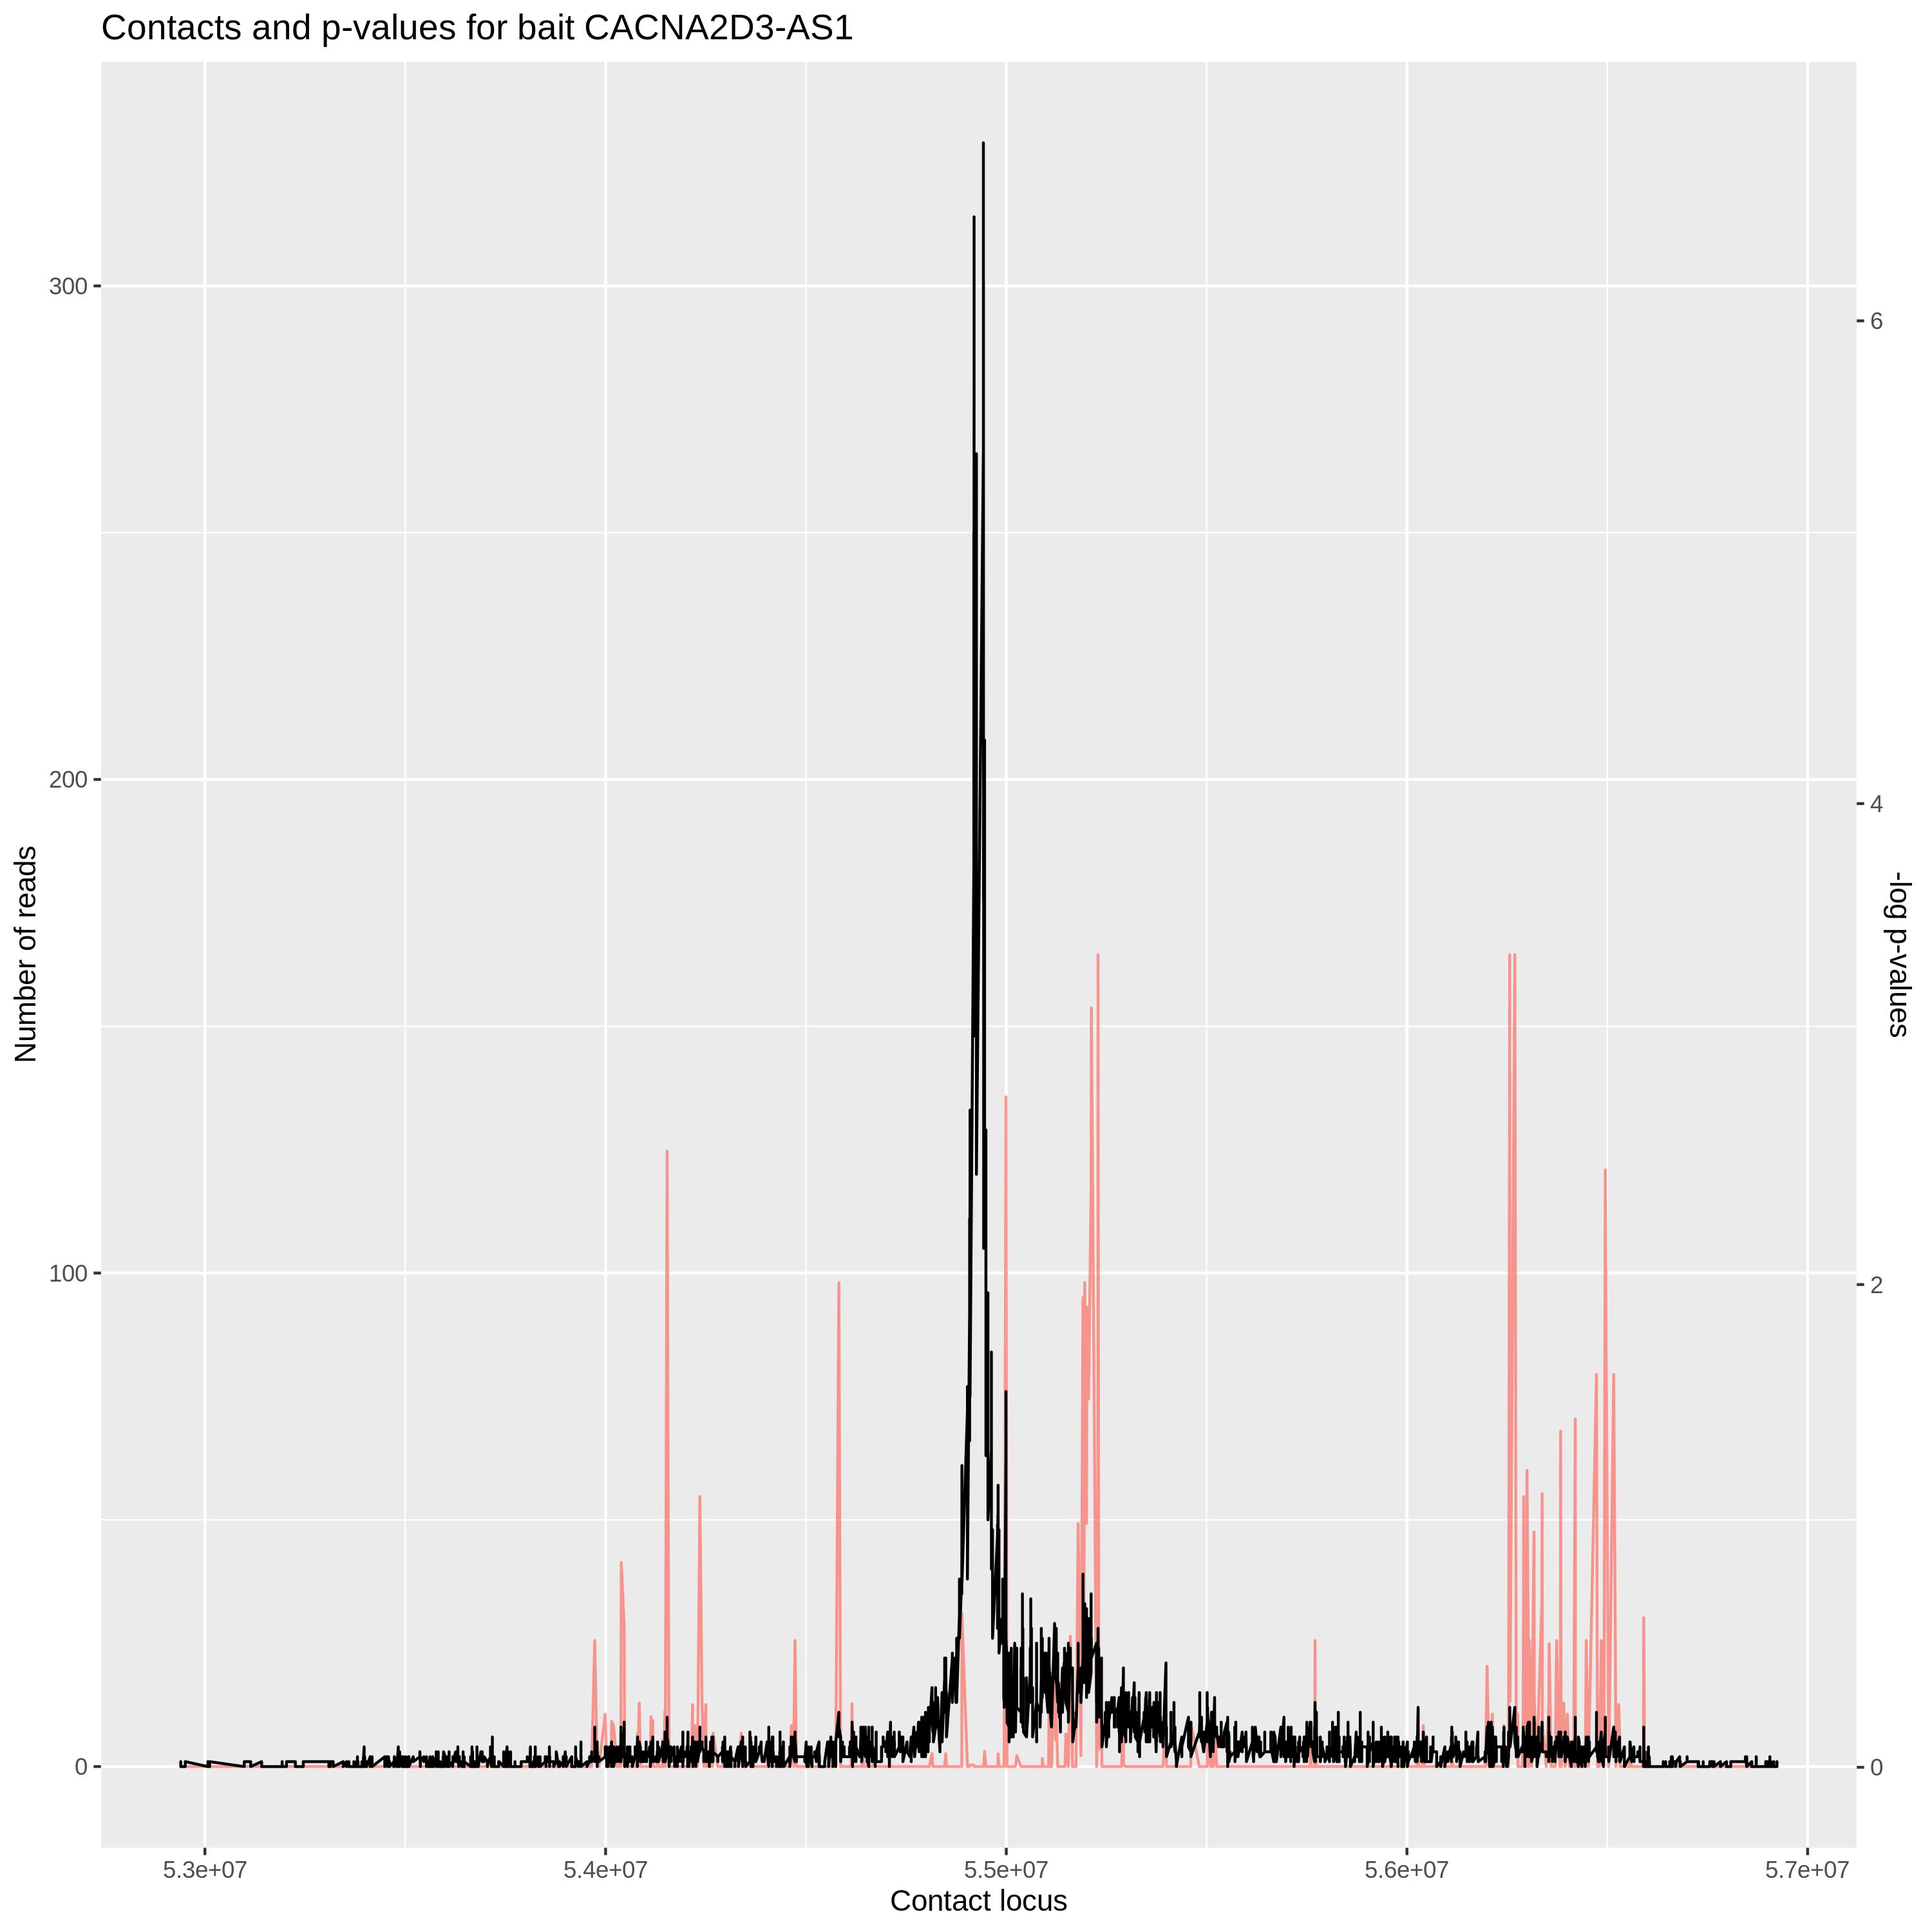 Contacts and p-values for bait CACNA2D3-AS1
300
200
100
0
Number of reads
6
4
2
0
-log p-values
5.3e+07 5.4e+07 5.5e+07 5.6e+07 5.7e+07
Contact locus